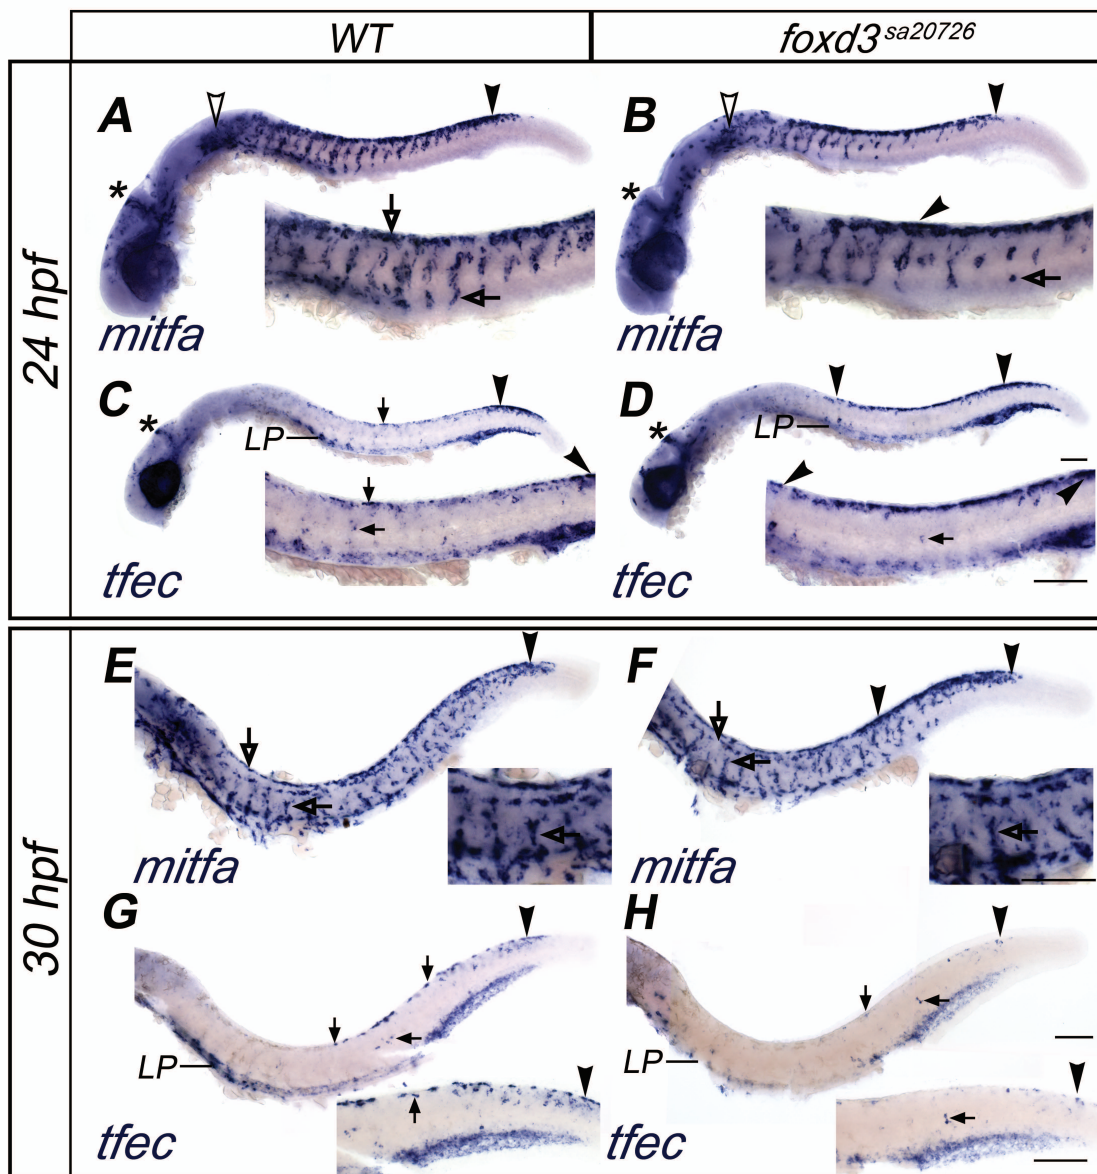 WT
foxd3sa20726
24 hpf
A
*
mitfa
B
*
mitfa
C
*
LP
tfec
D
*
LP
tfec
30 hpf
E
mitfa
F
mitfa
G
LP
tfec
H
LP
tfec